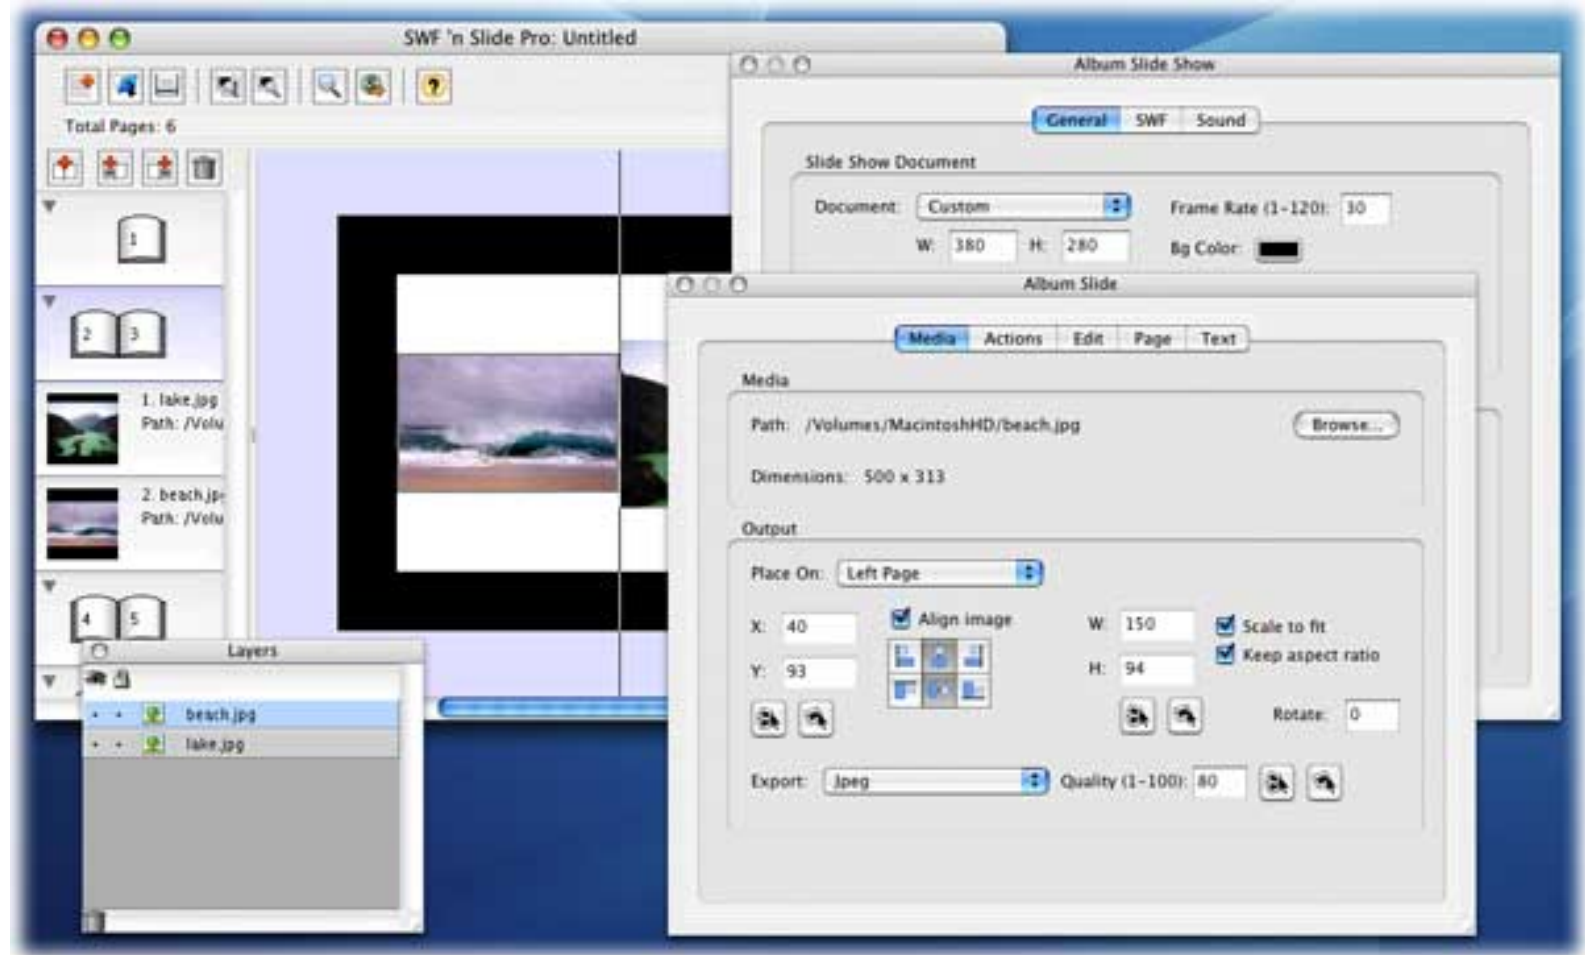 SWF 'n Slide Pro: Untitled
Total Pages: 6
1
2 3
1. lake.jpg
Path: /Volu
2. beach.jp
Path: /Volu
4 5
Layers
beach.jpg
lake.jpg
Album Slide Show
General SWF Sound
Slide Show Document
Document: Custom Frame Rate (1-120): 30
W: 380 H: 280 Bg Color:
Album Slide
Media Actions Edit Page Text
Media
Path: /Volumes/MacintoshHD/beach.jpg Browse...
Dimensions: 500 x 313
Output
Place On: Left Page
X: 40 Align image W: 150 Scale to fit
Y: 93 H: 94 Keep aspect ratio
Rotate: 0
Export: Jpeg Quality (1-100): 80